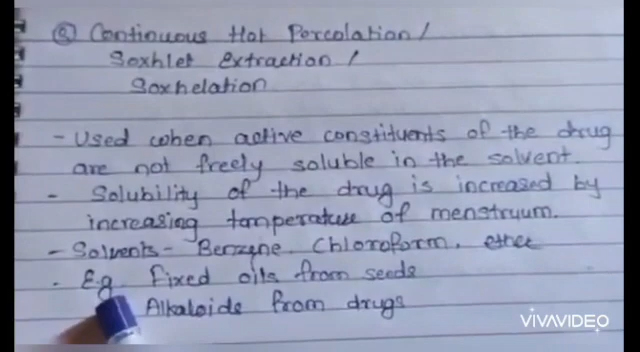 ② Continuous Hot Percolation /
Soxhlet extraction /
Soxhelation
- Used when active constituents of the drug
are not freely soluble in the solvent.
- Solubility of the drug is increased by
increasing temperature of menstruum.
- Solvents - Benzene Chloroform, ether
- E.g. Fixed oils from seeds
Alkaloids from drugs
VIVAVIDEO